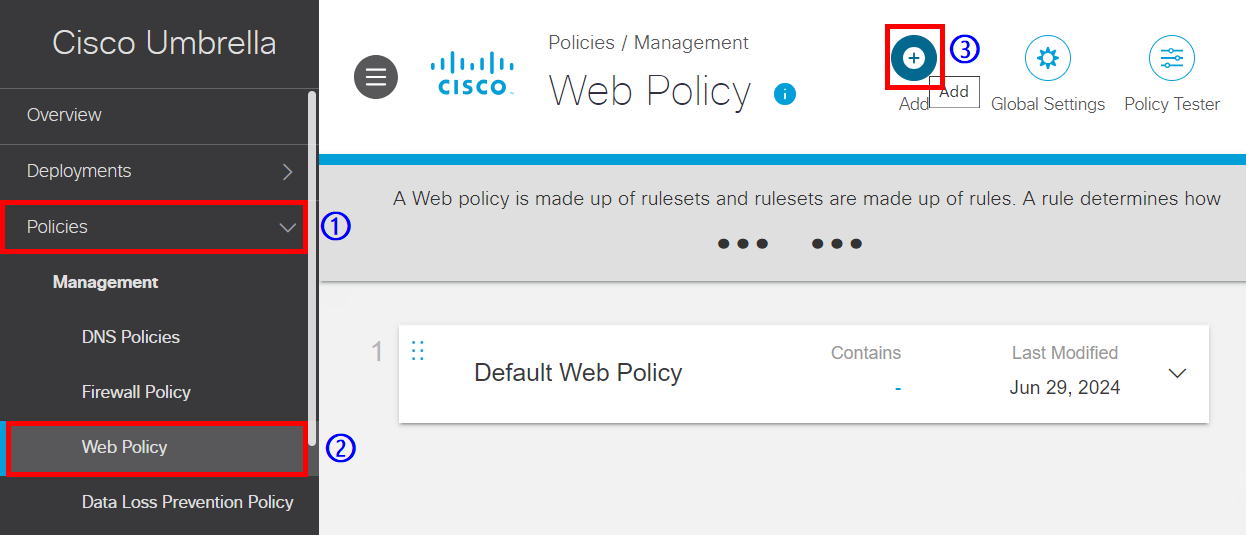 Cisco Umbrella
Overview
Deployments
Policies
①
Management
DNS Policies
Firewall Policy
Web Policy
②
Data Loss Prevention Policy
CISCO
Policies / Management
Web Policy
i
Add
③
Add
Global Settings
Policy Tester
A Web policy is made up of rulesets and rulesets are made up of rules. A rule determines how
●●● ●●●
1
Default Web Policy
Contains
-
Last Modified
Jun 29, 2024